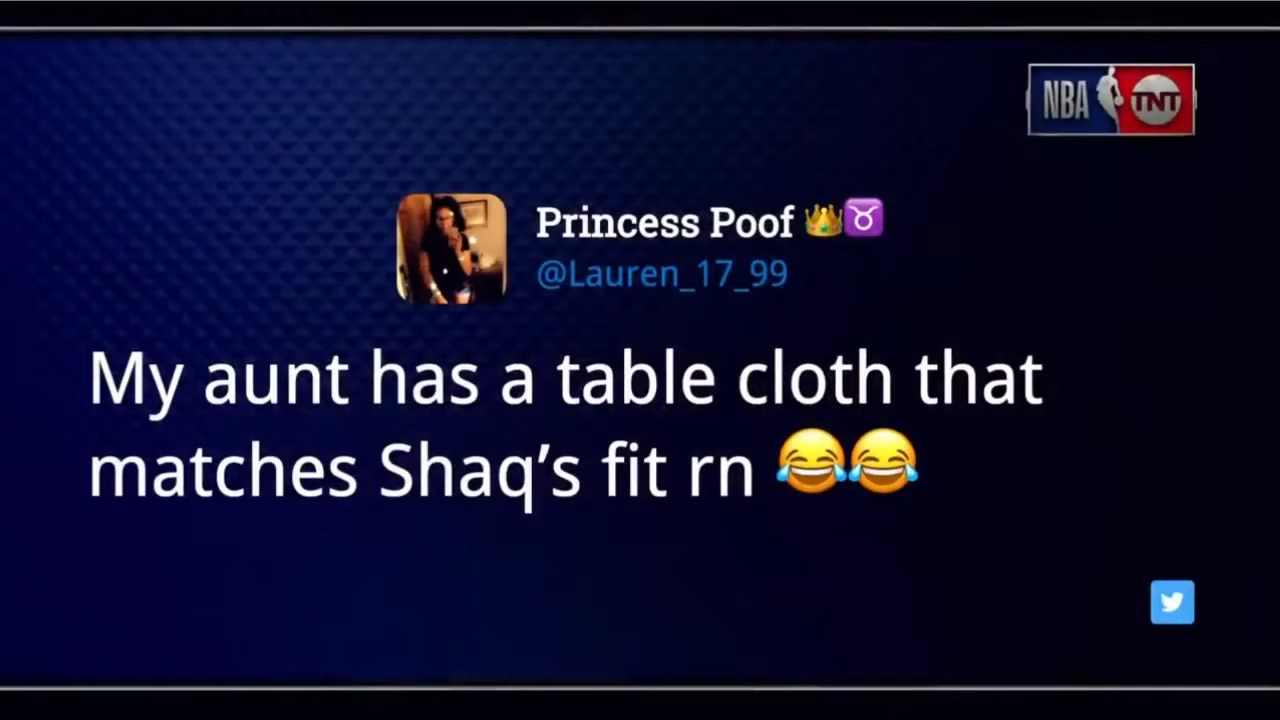 NBA TNT
Princess Poof 👑♉
@Lauren_17_99
My aunt has a table cloth that
matches Shaq’s fit rn 😂😂